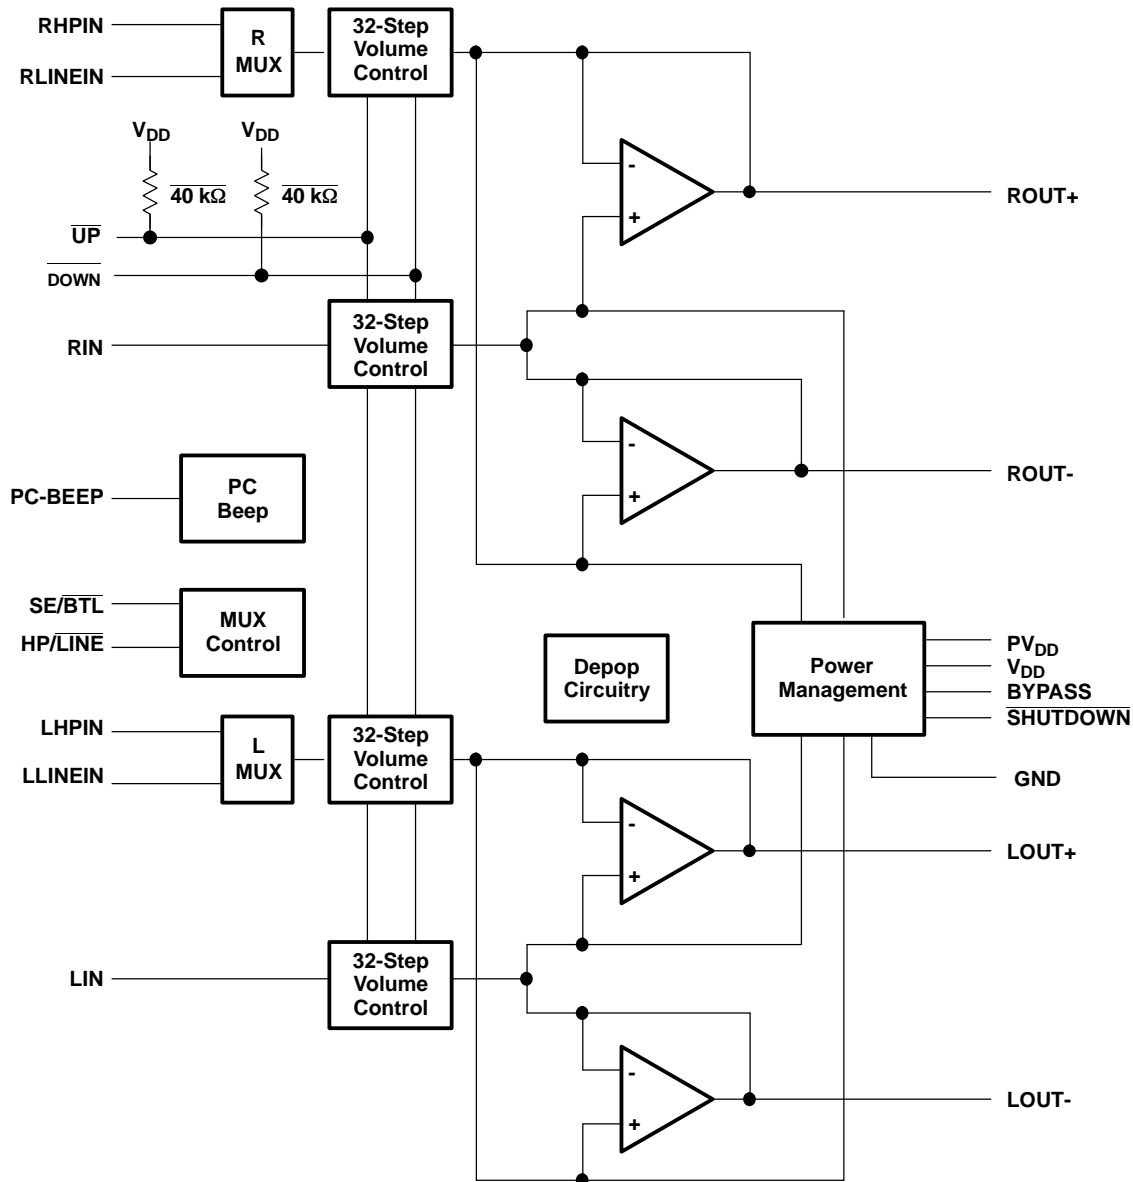 RHPIN
RLINEIN
R
MUX
32-Step
Volume
Control
VDD
VDD
40 kΩ
40 kΩ
-
+
ROUT+
UP
DOWN
RIN
32-Step
Volume
Control
-
+
ROUT-
PC-BEEP
PC
Beep
SE/BTL
HP/LINE
MUX
Control
Depop
Circuitry
Power
Management
PVDD
VDD
BYPASS
SHUTDOWN
GND
LHPIN
LLINEIN
L
MUX
32-Step
Volume
Control
-
+
LOUT+
LIN
32-Step
Volume
Control
-
+
LOUT-